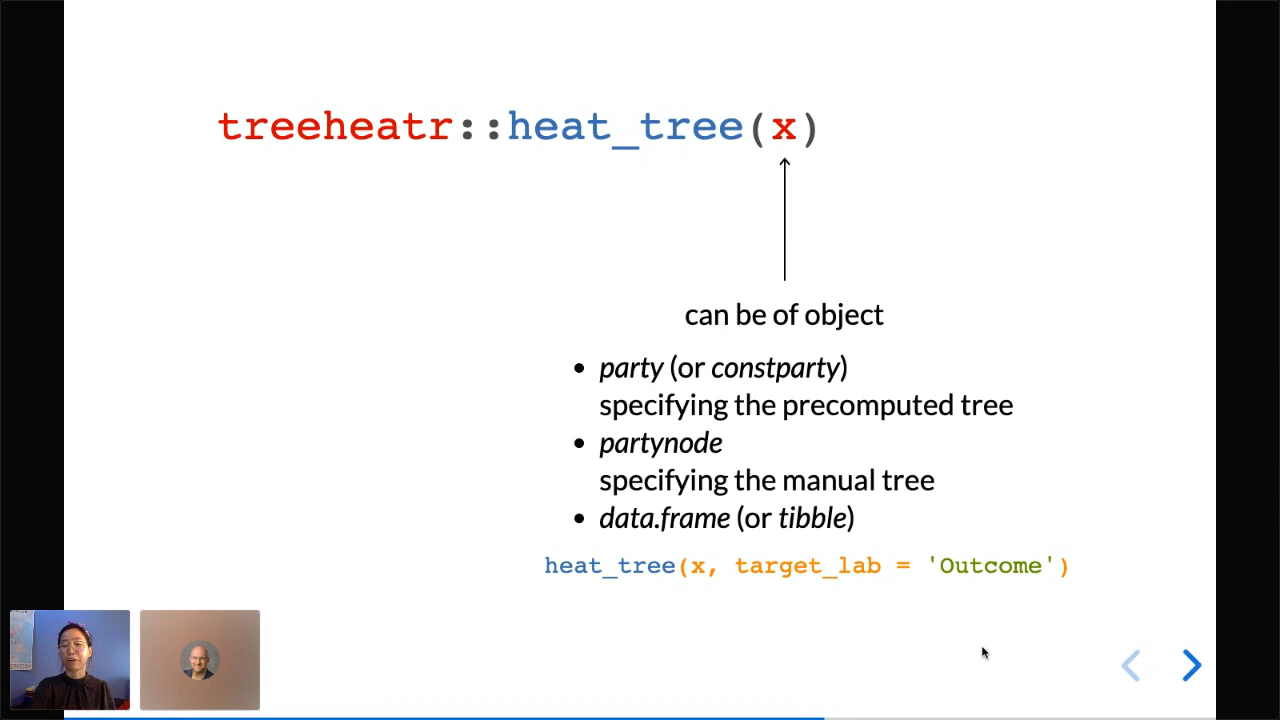 treeheatr::heat_tree(x)
can be of object
• party (or constparty)
specifying the precomputed tree
• partynode
specifying the manual tree
• data.frame (or tibble)
heat_tree(x, target_lab = 'Outcome')